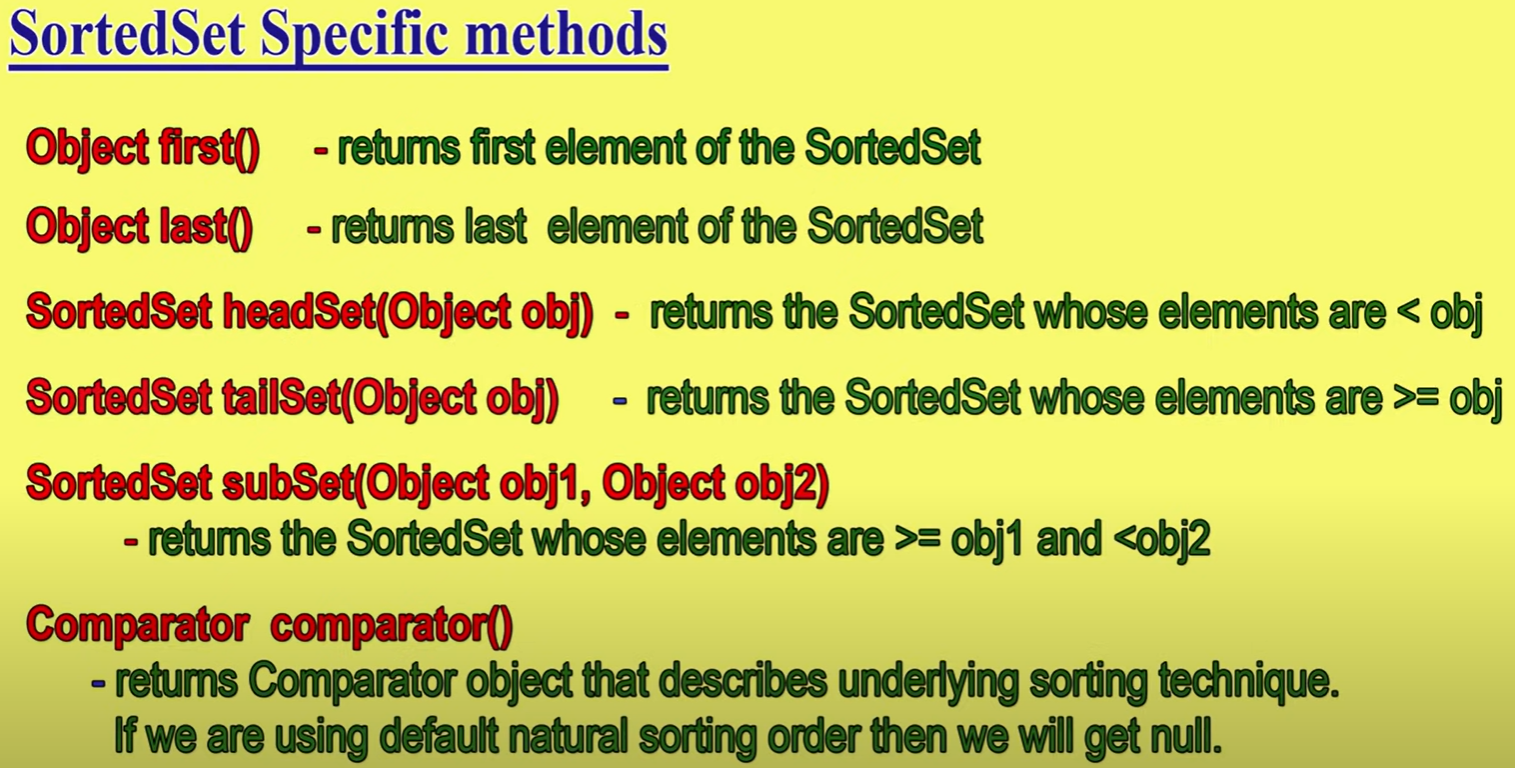 SortedSet Specific methods
Object first() - returns first element of the SortedSet
Object last() - returns last element of the SortedSet
SortedSet headSet(Object obj) - returns the SortedSet whose elements are < obj
SortedSet tailSet(Object obj) - returns the SortedSet whose elements are >= obj
SortedSet subSet(Object obj1, Object obj2)
- returns the SortedSet whose elements are >= obj1 and <obj2
Comparator comparator()
- returns Comparator object that describes underlying sorting technique.
If we are using default natural sorting order then we will get null.